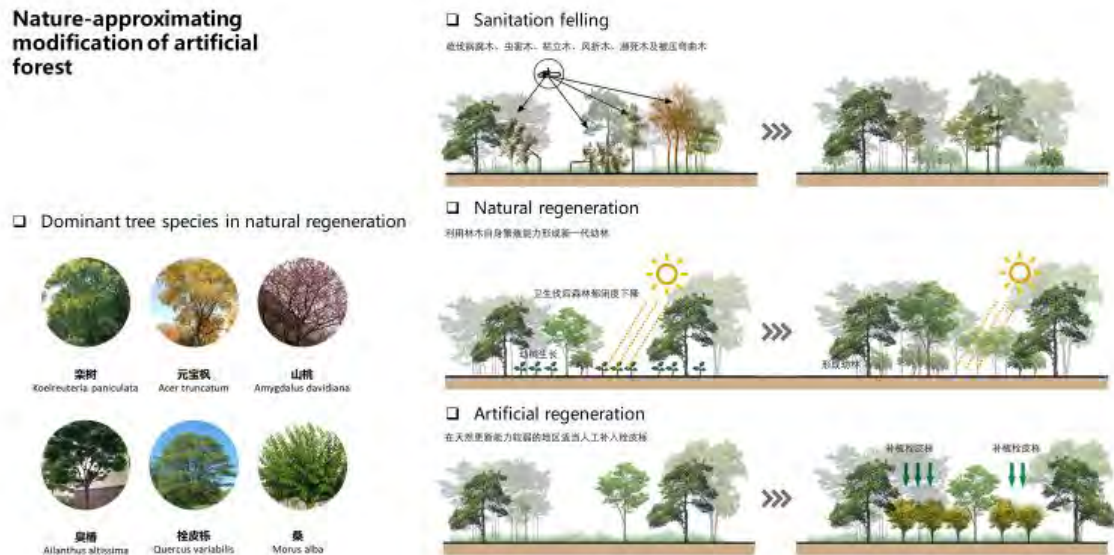 Nature-approximating
modification of artificial
forest
Dominant tree species in natural regeneration
栾树
Koelreuteria paniculata
元宝枫
Acer truncatum
山桃
Amygdalus davidiana
臭椿
Ailanthus altissima
栓皮栎
Quercus variabilis
桑
Morus alba
Sanitation felling
疏伐病腐木、虫害木、枯立木、风折木、濒死木及被压弯曲木
Natural regeneration
利用林木自身繁殖能力形成新一代幼林
卫生伐后森林郁闭度下降
幼树生长
形成幼林
Artificial regeneration
在天然更新能力较弱的地区适当人工补入栓皮栎
补植栓皮栎
补植栓皮栎